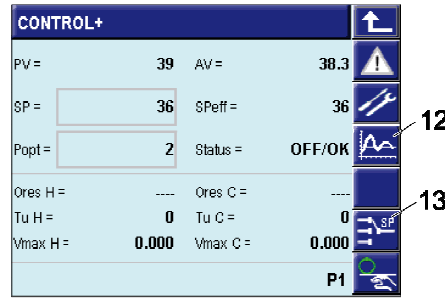 CONTROL+
PV = 39 AV = 38.3
SP = 36 SPeff = 36
12
Popt = 2 Status = OFF/OK
Ores H = ---- Ores C = ----
13
SP
Tu H = 0 Tu C = 0
Vmax H = 0.000 Vmax C = 0.000
P1